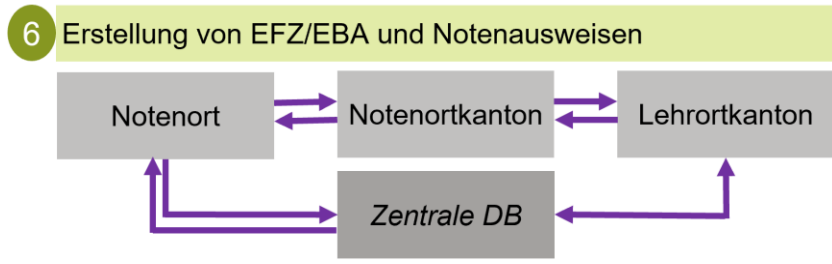 6 Erstellung von EFZ/EBA und Notenausweisen
Notenort Notenortkanton Lehrortkanton
Zentrale DB